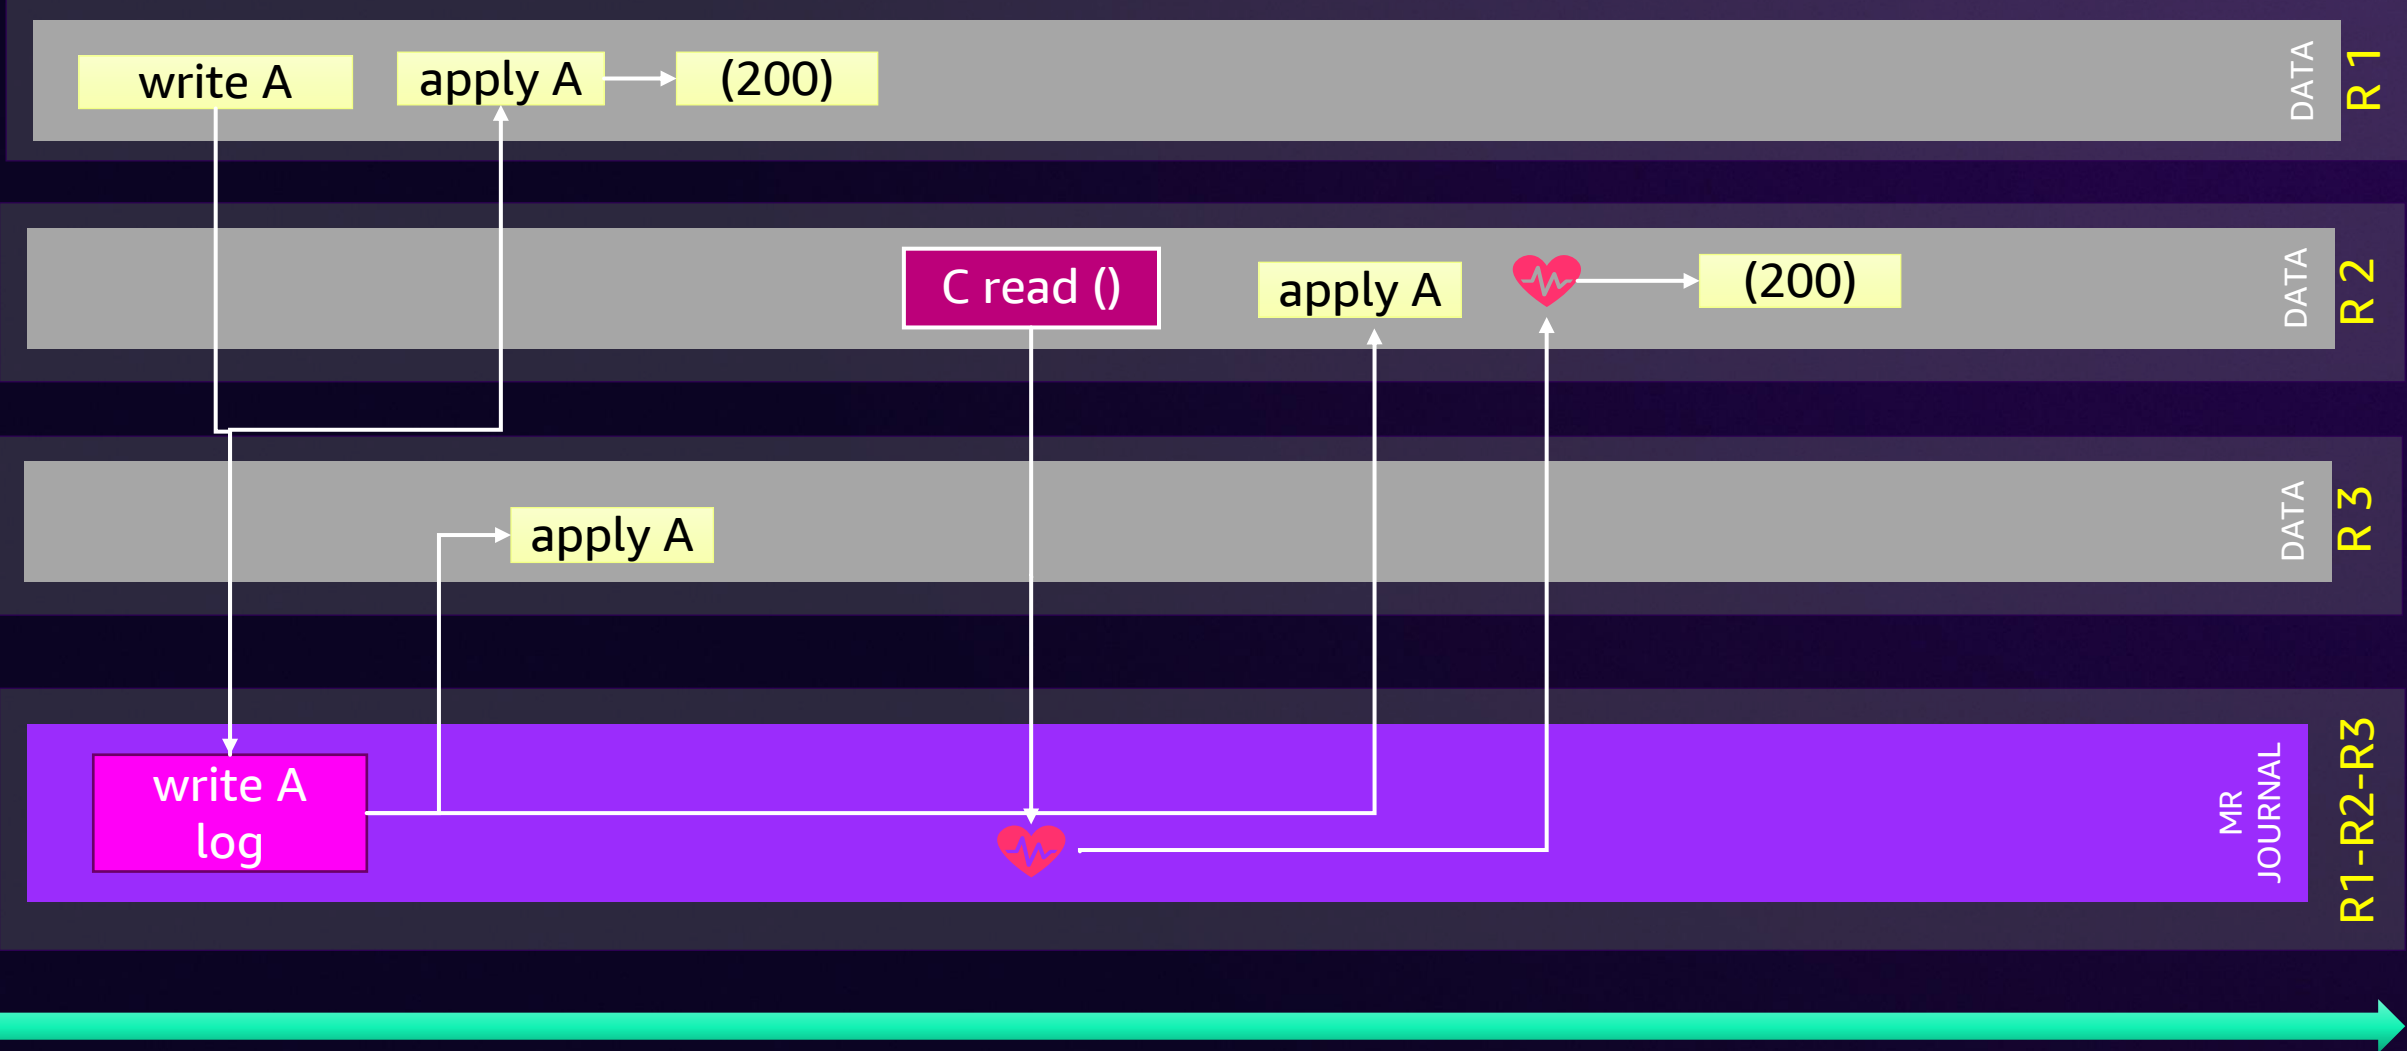 write A
apply A
(200)
DATA
R 1
C read ()
apply A
(200)
DATA
R 2
apply A
DATA
R 3
write A
log
MR
JOURNAL
R1-R2-R3